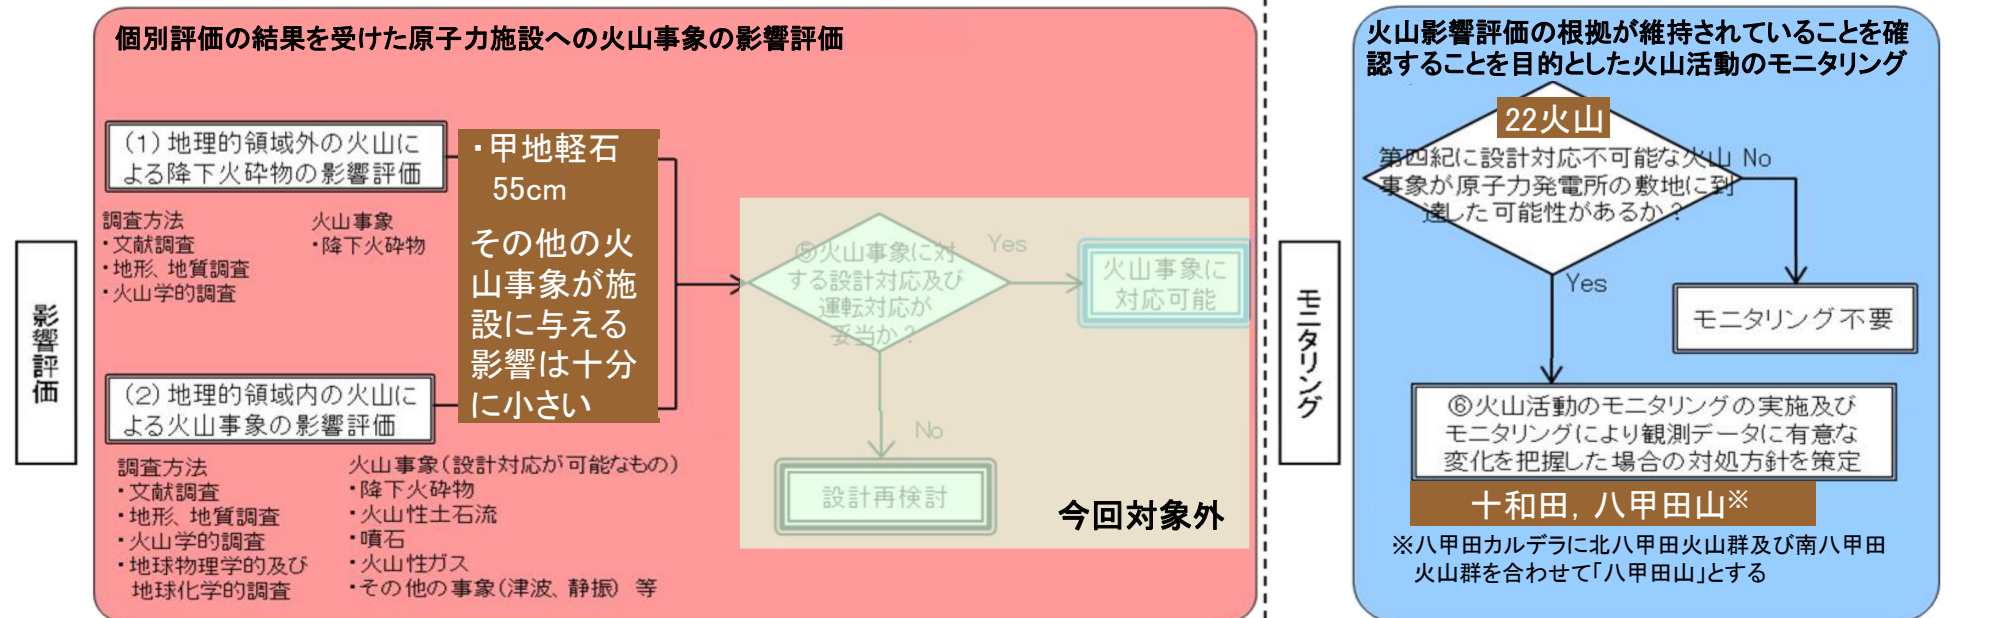 個別評価の結果を受けた原子力施設への火山事象の影響評価
影響評価
(1)地理的領域外の火山に
よる降下火砕物の影響評価
調査方法
・文献調査
・地形、地質調査
・火山学的調査
火山事象
・降下火砕物
(2)地理的領域内の火山に
よる火山事象の影響評価
調査方法
・文献調査
・地形、地質調査
・火山学的調査
・地球物理学的及び
地球化学的調査
火山事象(設計対応が可能なもの)
・降下火砕物
・火山性土石流
・噴石
・火山性ガス
・その他の事象(津波、静振) 等
・甲地軽石
55cm
その他の火
山事象が施
設に与える
影響は十分
に小さい
⑤火山事象に対
する設計対応及び
運転対応が
妥当か?
Yes
火山事象に
対応可能
No
設計再検討
今回対象外
モニタリング
火山影響評価の根拠が維持されていることを確
認することを目的とした火山活動のモニタリング
22火山
第四紀に設計対応不可能な火山
事象が原子力発電所の敷地に到
達した可能性があるか?
No
モニタリング不要
Yes
⑥火山活動のモニタリングの実施及び
モニタリングにより観測データに有意な
変化を把握した場合の対処方針を策定
十和田, 八甲田山※
※八甲田カルデラに北八甲田火山群及び南八甲田
火山群を合わせて「八甲田山」とする